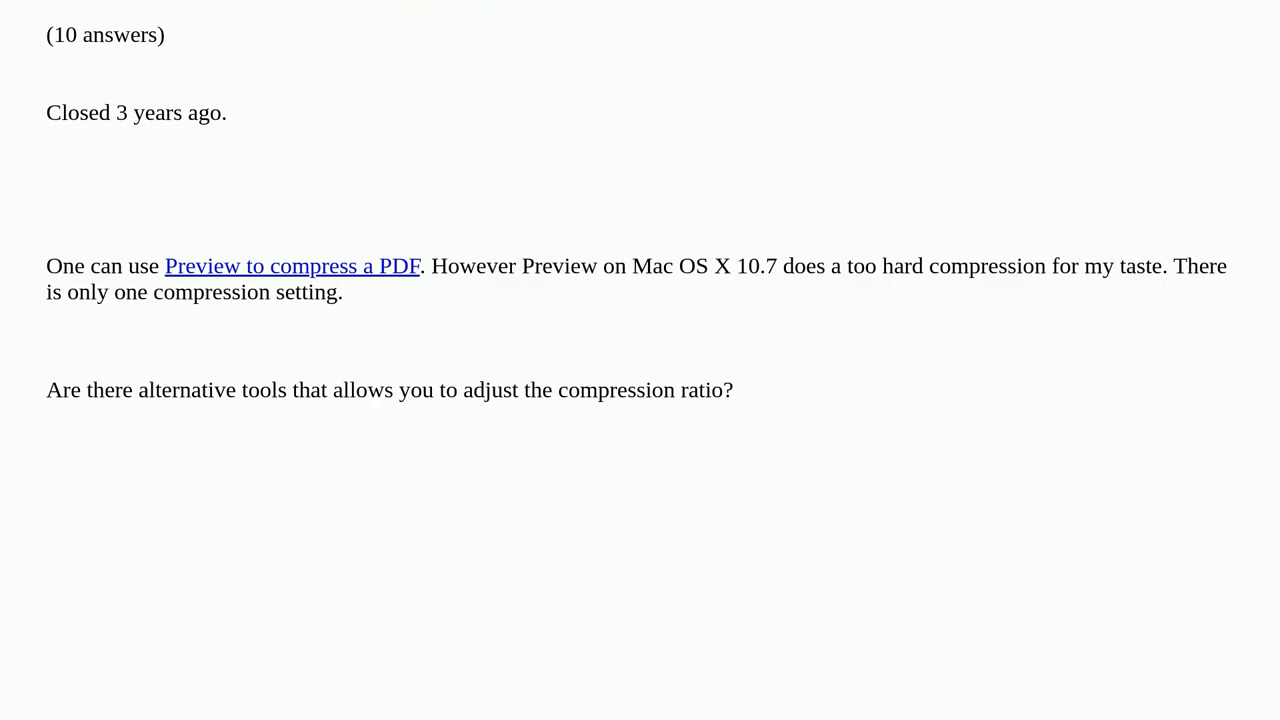 (10 answers)
Closed 3 years ago.
One can use Preview to compress a PDF. However Preview on Mac OS X 10.7 does a too hard compression for my taste. There
is only one compression setting.
Are there alternative tools that allows you to adjust the compression ratio?